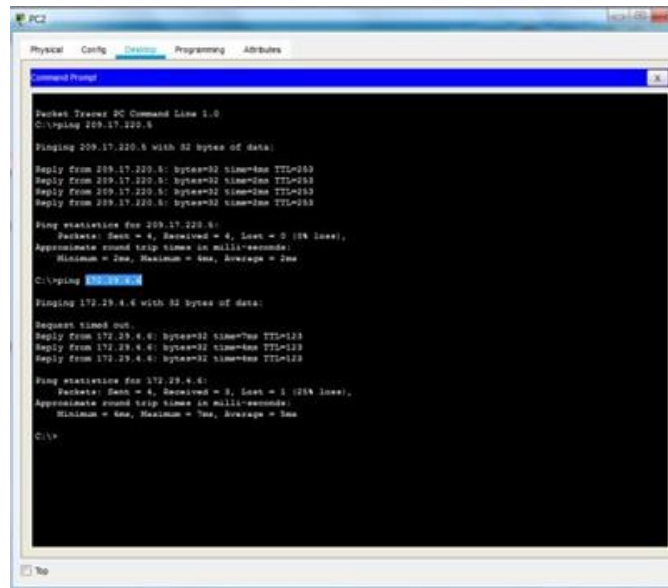 PC2
Physical Config Desktop Programming Attributes
Command Prompt
X
Packet Tracer PC Command Line 1.0
C:\>ping 209.17.220.5
Pinging 209.17.220.5 with 32 bytes of data:
Reply from 209.17.220.5: bytes=32 time=4ms TTL=253
Reply from 209.17.220.5: bytes=32 time=2ms TTL=253
Reply from 209.17.220.5: bytes=32 time=2ms TTL=253
Reply from 209.17.220.5: bytes=32 time=2ms TTL=253
Ping statistics for 209.17.220.5:
Packets: Sent = 4, Received = 4, Lost = 0 (0% loss),
Approximate round trip times in milli-seconds:
Minimum = 2ms, Maximum = 4ms, Average = 2ms
C:\>ping 172.29.4.6
Pinging 172.29.4.6 with 32 bytes of data:
Request timed out.
Reply from 172.29.4.6: bytes=32 time=7ms TTL=123
Reply from 172.29.4.6: bytes=32 time=4ms TTL=123
Reply from 172.29.4.6: bytes=32 time=4ms TTL=123
Ping statistics for 172.29.4.6:
Packets: Sent = 4, Received = 3, Lost = 1 (25% loss),
Approximate round trip times in milli-seconds:
Minimum = 4ms, Maximum = 7ms, Average = 5ms
C:\>
Top